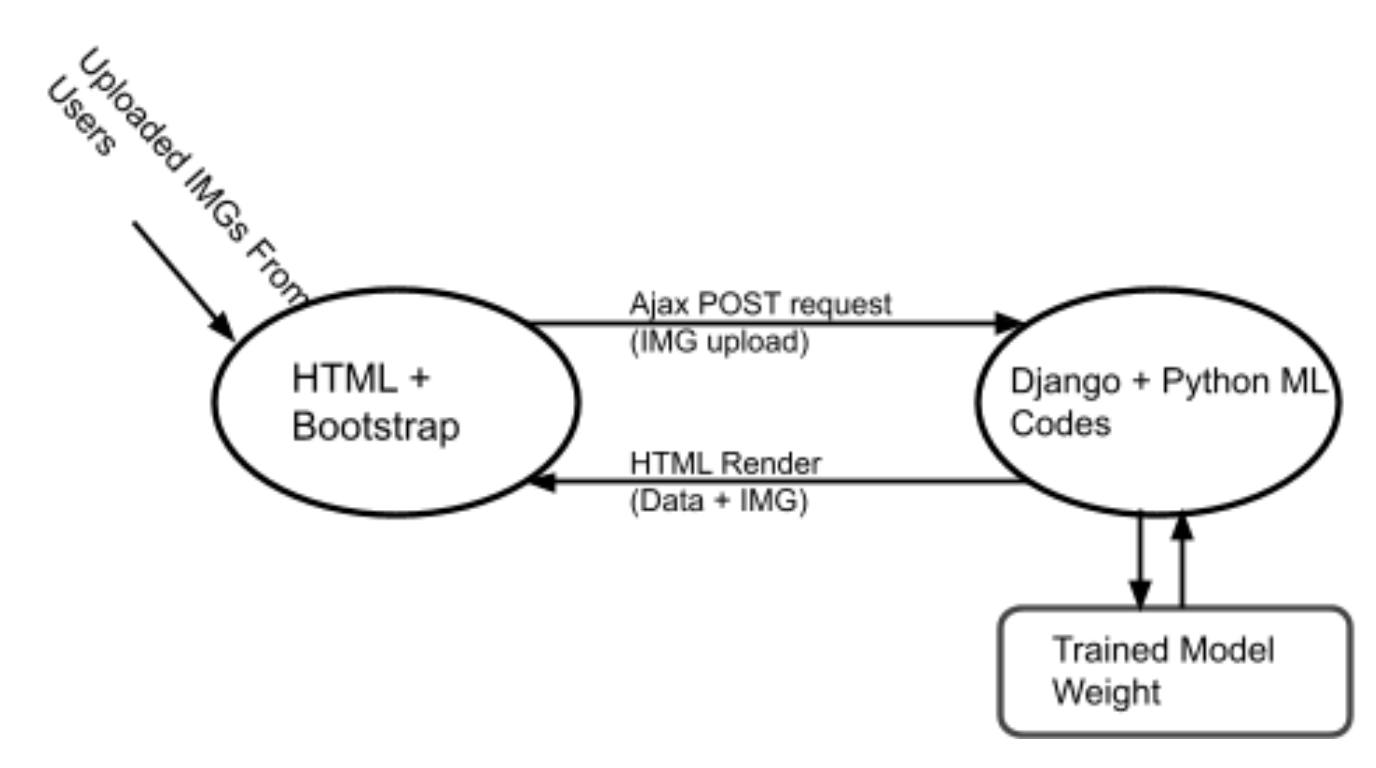 Uploaded IMGs From
Users
Ajax POST request
(IMG upload)
HTML +
Bootstrap
Django + Python ML
Codes
HTML Render
(Data + IMG)
Trained Model
Weight